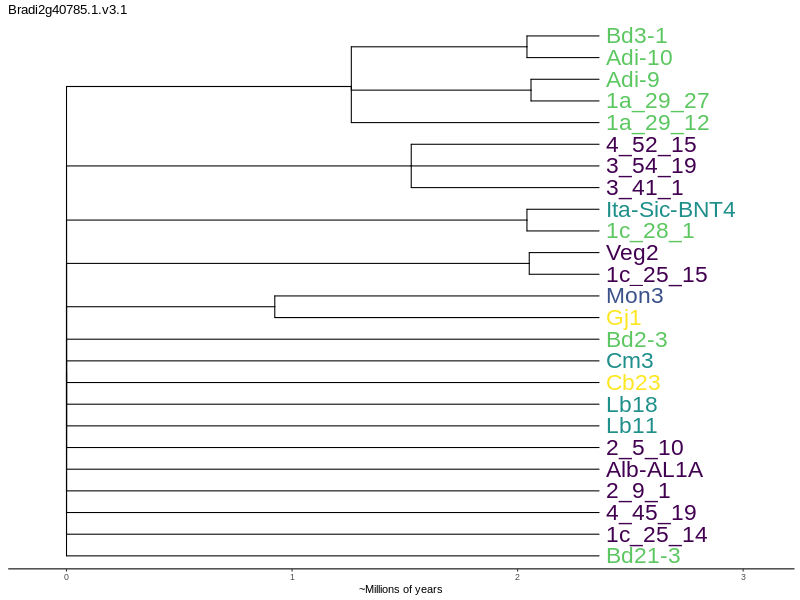 Bradi2g40785.1.v3.1
Bd3-1
Adi-10
Adi-9
1a_29_27
1a_29_12
4_52_15
3_54_19
3_41_1
Ita-Sic-BNT4
1c_28_1
Veg2
1c_25_15
Mon3
Gj1
Bd2-3
Cm3
Cb23
Lb18
Lb11
2_5_10
Alb-AL1A
2_9_1
4_45_19
1c_25_14
Bd21-3
0 1 2 3
~Millions of years